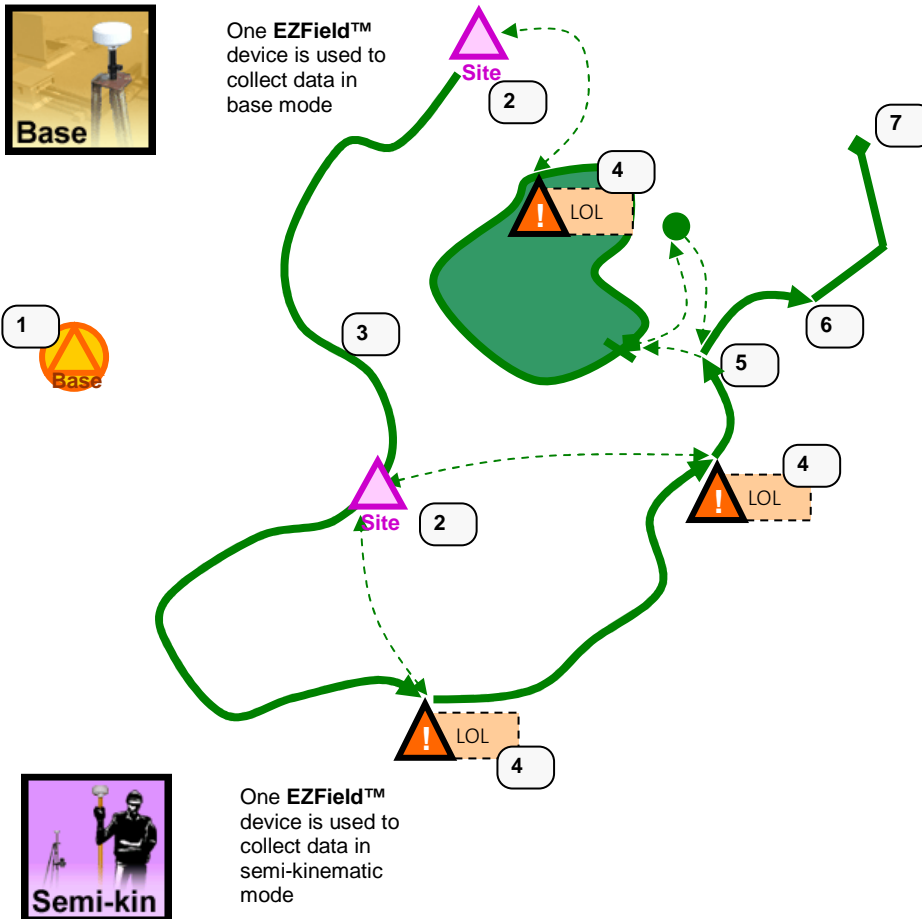 Base
One EZField™
device is used to
collect data in
base mode
Site
2
7
4
LOL
1
Base
3
6
5
4
LOL
Site
2
LOL
4
Semi-kin
One EZField™
device is used to
collect data in
semi-kinematic
mode